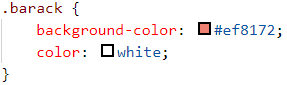 .barack {
background-color: #ef8172;
color: white;
}